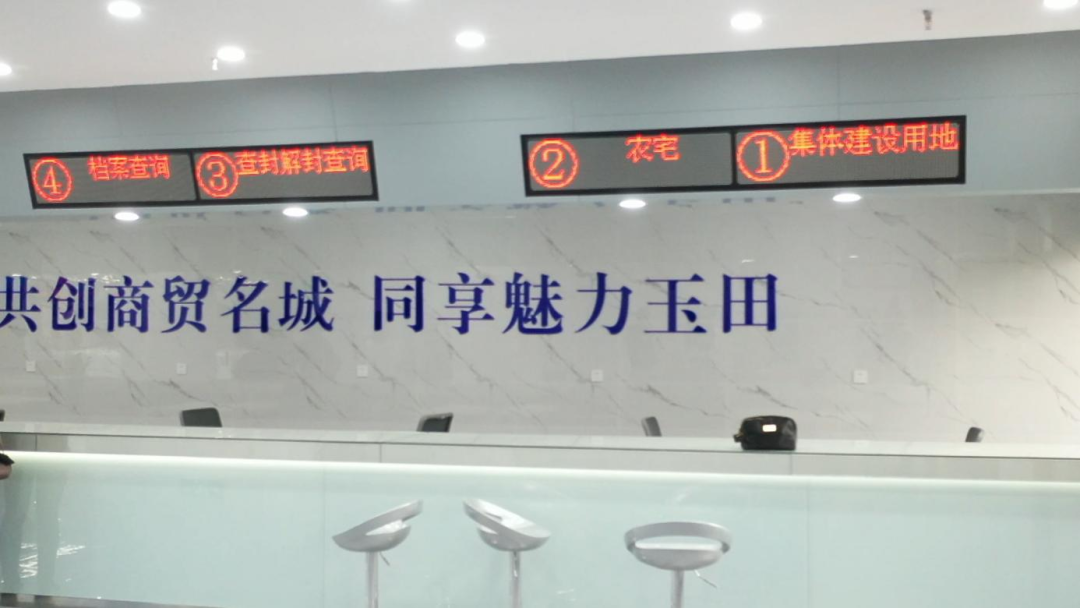 ④ 档案查询 ③ 查封解封查询
② 农宅 ① 集体建设用地
共创商贸名城 同享魅力玉田